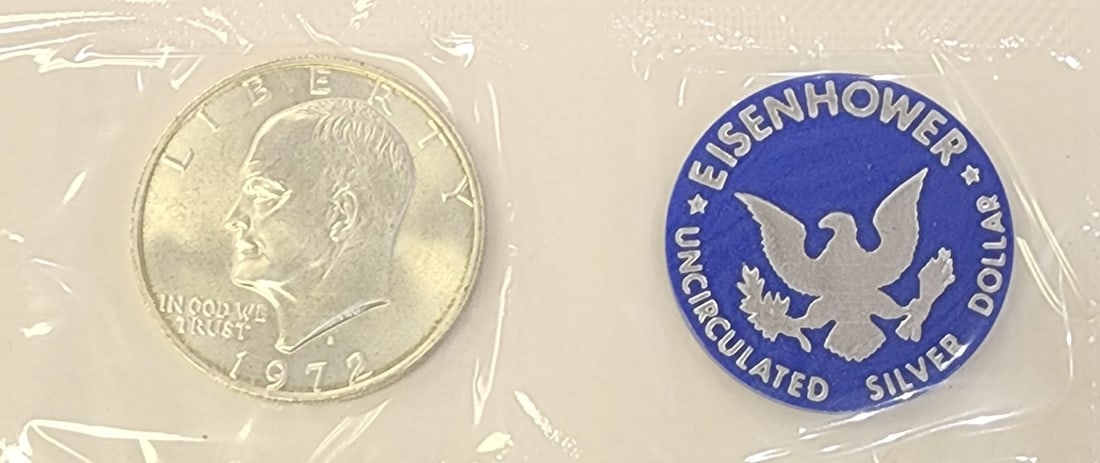 LIBERTY
IN GOD WE
TRUST
1972
EISENHOWER
UNCIRCULATED SILVER DOLLAR